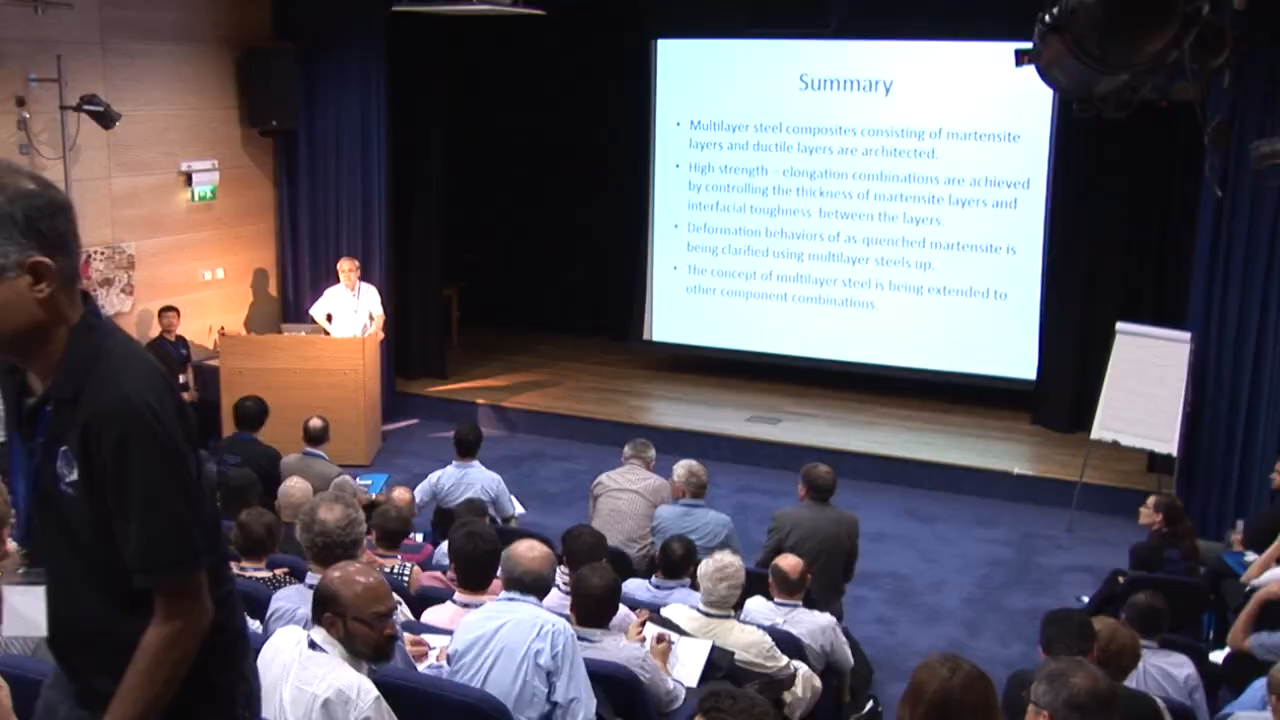 Summary
• Multilayer steel composites consisting of martensite
layers and ductile layers are architected.
• High strength – elongation combinations are achieved
by controlling the thickness of martensite layers and
interfacial toughness between the layers.
• Deformation behaviors of as quenched martensite is
being clarified using multilayer steels up.
• The concept of multilayer steel is being extended to
other component combinations.